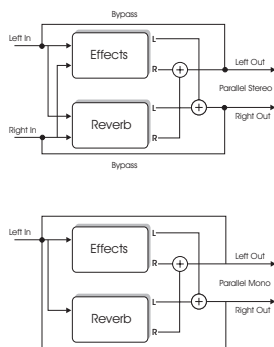 Bypass
Left In
L
Effects
R
Left Out
Parallel Stereo
L
Reverb
R
Right Out
Right In
Bypass
Left In
L
Effects
R
Left Out
Parallel Mono
L
Right Out
Reverb
R